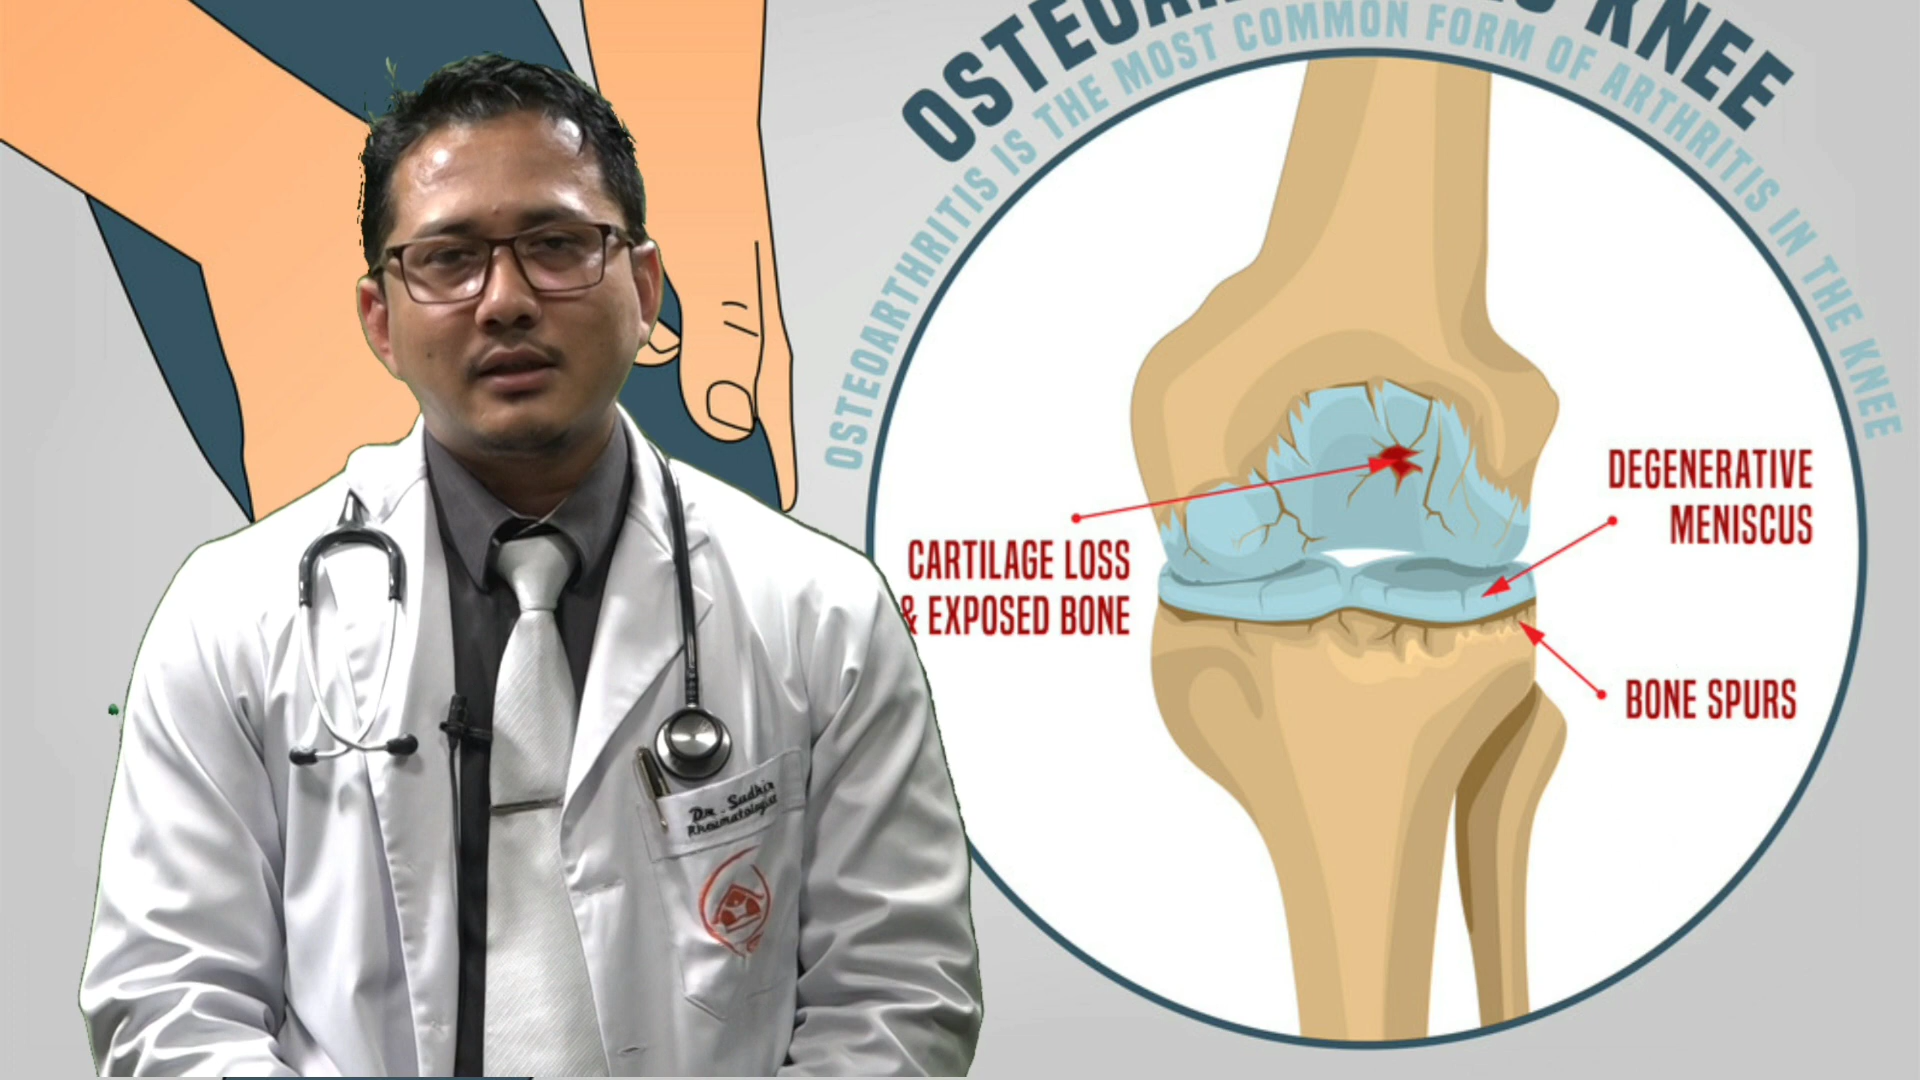 KNEE
OSTEOARTHRITIS IS THE MOST COMMON FORM OF ARTHRITIS IN THE KNEE
DEGENERATIVE
MENISCUS
CARTILAGE LOSS
& EXPOSED BONE
BONE SPURS
Dr. Sudhir
Rheumatologist